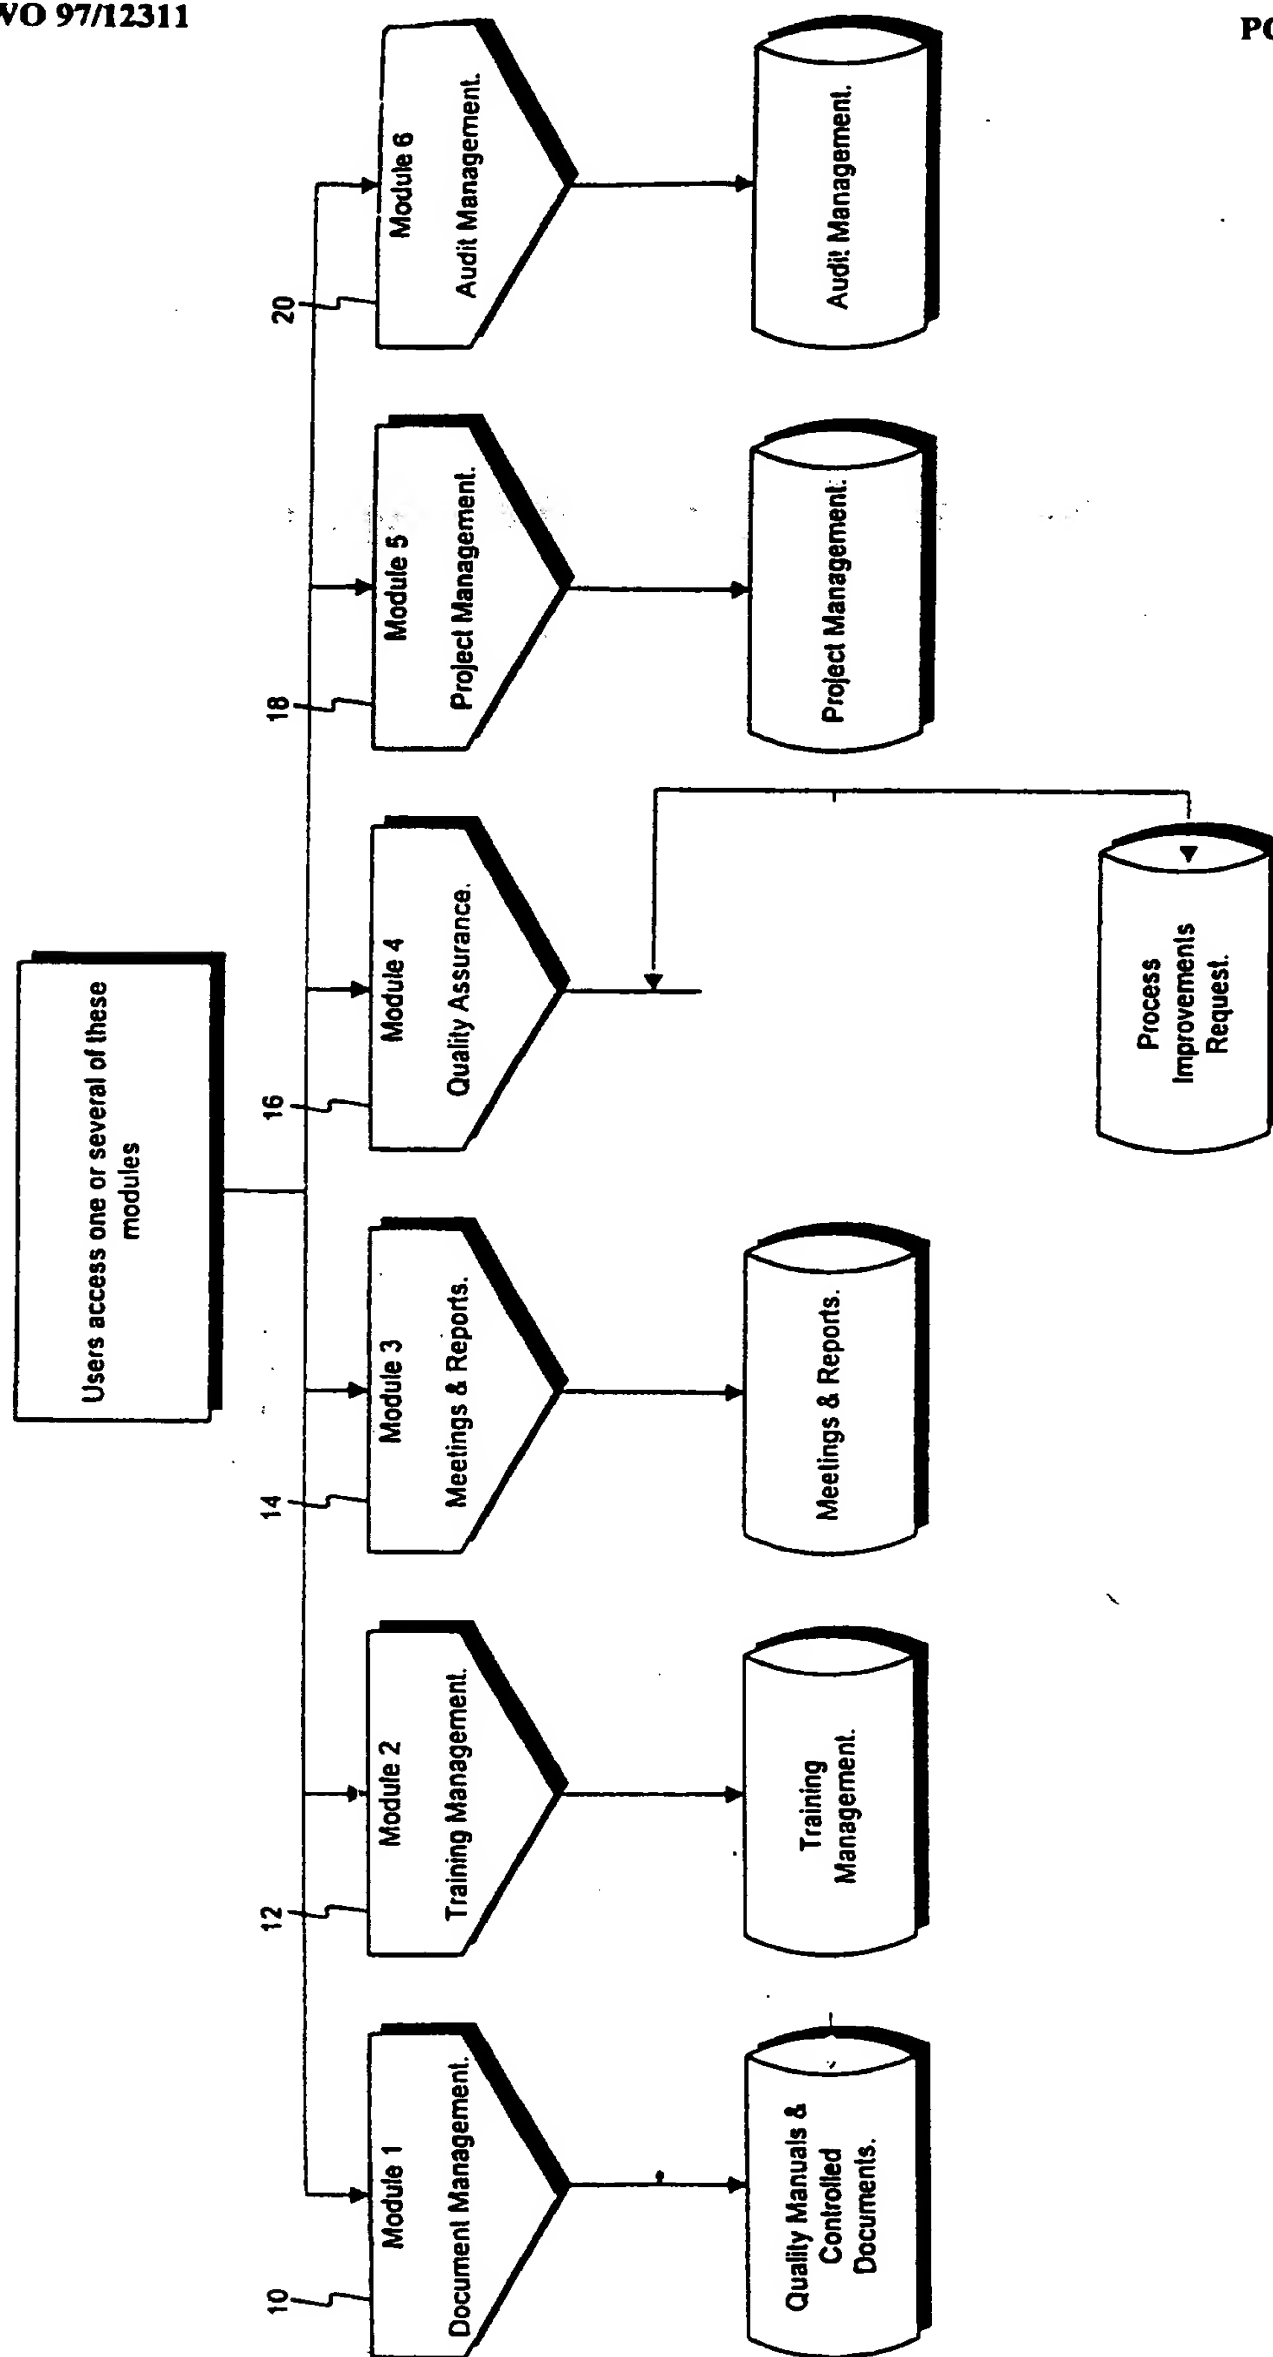 WO 97/12311
Users access one or several of these
modules
10
Module 1
Document Management.
12
Module 2
Training Management.
14
Module 3
Meetings & Reports.
16
Module 4
Quality Assurance.
18
Module 5
Project Management.
20
Module 6
Audit Management.
Quality Manuals &
Controlled
Documents.
Training
Management.
Meetings & Reports.
Project Management.
Audit Management.
Process
Improvements
Request.